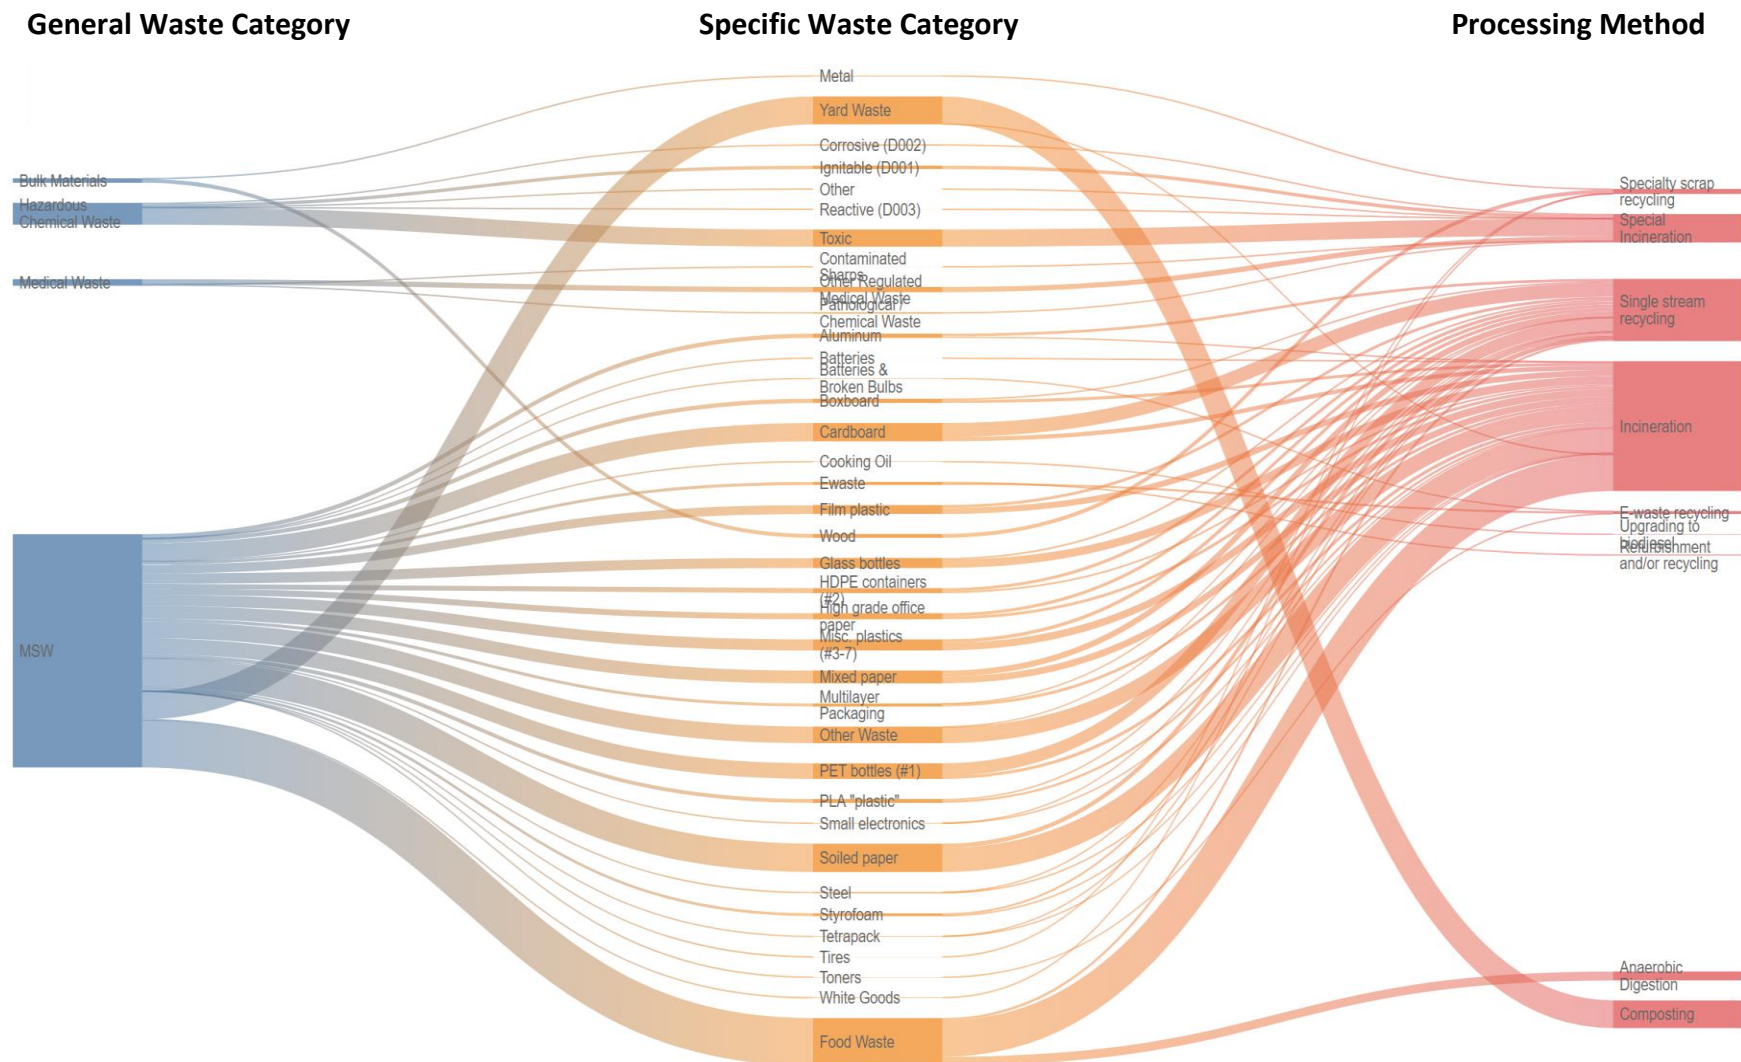 General Waste Category
Specific Waste Category
Processing Method
Bulk Materials
Hazardous
Chemical Waste
Medical Waste
MSW
Metal
Yard Waste
Corrosive (D002)
Ignitable (D001)
Other
Reactive (D003)
Toxic
Contaminated
Sharps
Other Regulated
Medical Waste
Pathological /
Chemical Waste
Aluminum
Batteries
Batteries &
Broken Bulbs
Boxboard
Cardboard
Cooking Oil
Ewaste
Film plastic
Wood
Glass bottles
HDPE containers
(#2)
High grade office
paper
Misc. plastics
(#3-7)
Mixed paper
Multilayer
Packaging
Other Waste
PET bottles (#1)
PLA "plastic"
Small electronics
Soiled paper
Steel
Styrofoam
Tetrapack
Tires
Toners
White Goods
Food Waste
Specialty scrap
recycling
Special
Incineration
Single stream
recycling
Incineration
E-waste recycling
Upgrading to
biodiesel
Refurbishment
and/or recycling
Anaerobic
Digestion
Composting